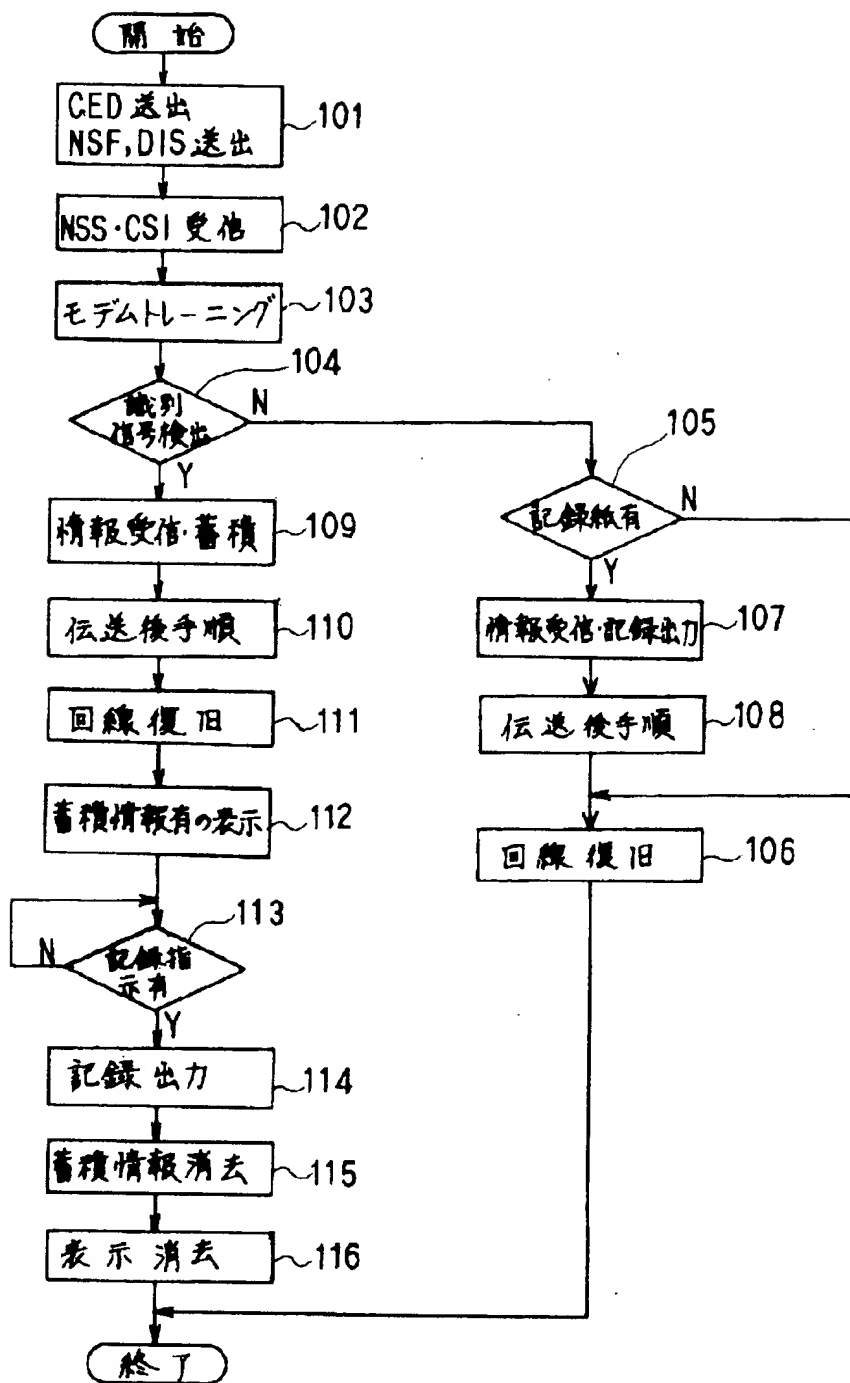 開始
CED送出
NSF,DIS送出
101
NSS・CSI受信
102
モデムトレーニング
103
104
識別
信号検出
N
Y
105
記録紙有
N
Y
情報受信・蓄積
109
情報受信・記録出力
107
伝送後手順
110
伝送後手順
108
回線復旧
111
回線復旧
106
蓄積情報有の表示
112
113
記録指
示有
N
Y
記録出力
114
蓄積情報消去
115
表示消去
116
終了